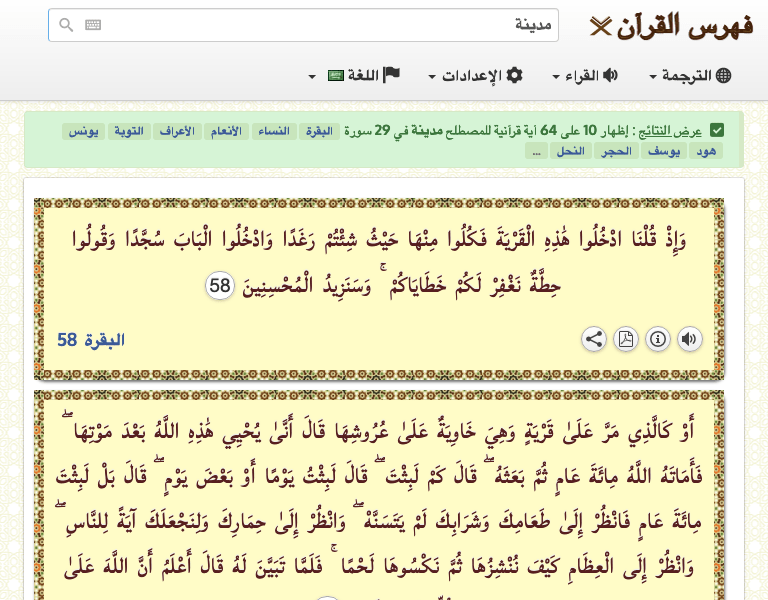 فهرس القرآن
مدينة
الترجمة القراء الإعدادات اللغة
عرض النتائج : إظهار 10 على 64 آية قرآنية للمصطلح مدينة في 29 سورة البقرة النساء الأنعام الأعراف التوبة يونس
هود يوسف الحجر النحل ...
وَإِذْ قُلْنَا ادْخُلُوا هَٰذِهِ الْقَرْيَةَ فَكُلُوا مِنْهَا حَيْثُ شِئْتُمْ رَغَدًا وَادْخُلُوا الْبَابَ سُجَّدًا وَقُولُوا
حِطَّةٌ نَغْفِرْ لَكُمْ خَطَايَاكُمْ ۚ وَسَنَزِيدُ الْمُحْسِنِينَ 58
البقرة 58
أَوْ كَالَّذِي مَرَّ عَلَىٰ قَرْيَةٍ وَهِيَ خَاوِيَةٌ عَلَىٰ عُرُوشِهَا قَالَ أَنَّىٰ يُحْيِي هَٰذِهِ اللَّهُ بَعْدَ مَوْتِهَا ۖ
فَأَمَاتَهُ اللَّهُ مِائَةَ عَامٍ ثُمَّ بَعَثَهُ ۖ قَالَ كَمْ لَبِثْتَ ۖ قَالَ لَبِثْتُ يَوْمًا أَوْ بَعْضَ يَوْمٍ ۖ قَالَ بَلْ لَبِثْتَ
مِائَةَ عَامٍ فَانْظُرْ إِلَىٰ طَعَامِكَ وَشَرَابِكَ لَمْ يَتَسَنَّهْ ۖ وَانْظُرْ إِلَىٰ حِمَارِكَ وَلِنَجْعَلَكَ آيَةً لِلنَّاسِ ۖ
وَانْظُرْ إِلَى الْعِظَامِ كَيْفَ نُنْشِزُهَا ثُمَّ نَكْسُوهَا لَحْمًا ۚ فَلَمَّا تَبَيَّنَ لَهُ قَالَ أَعْلَمُ أَنَّ اللَّهَ عَلَىٰ